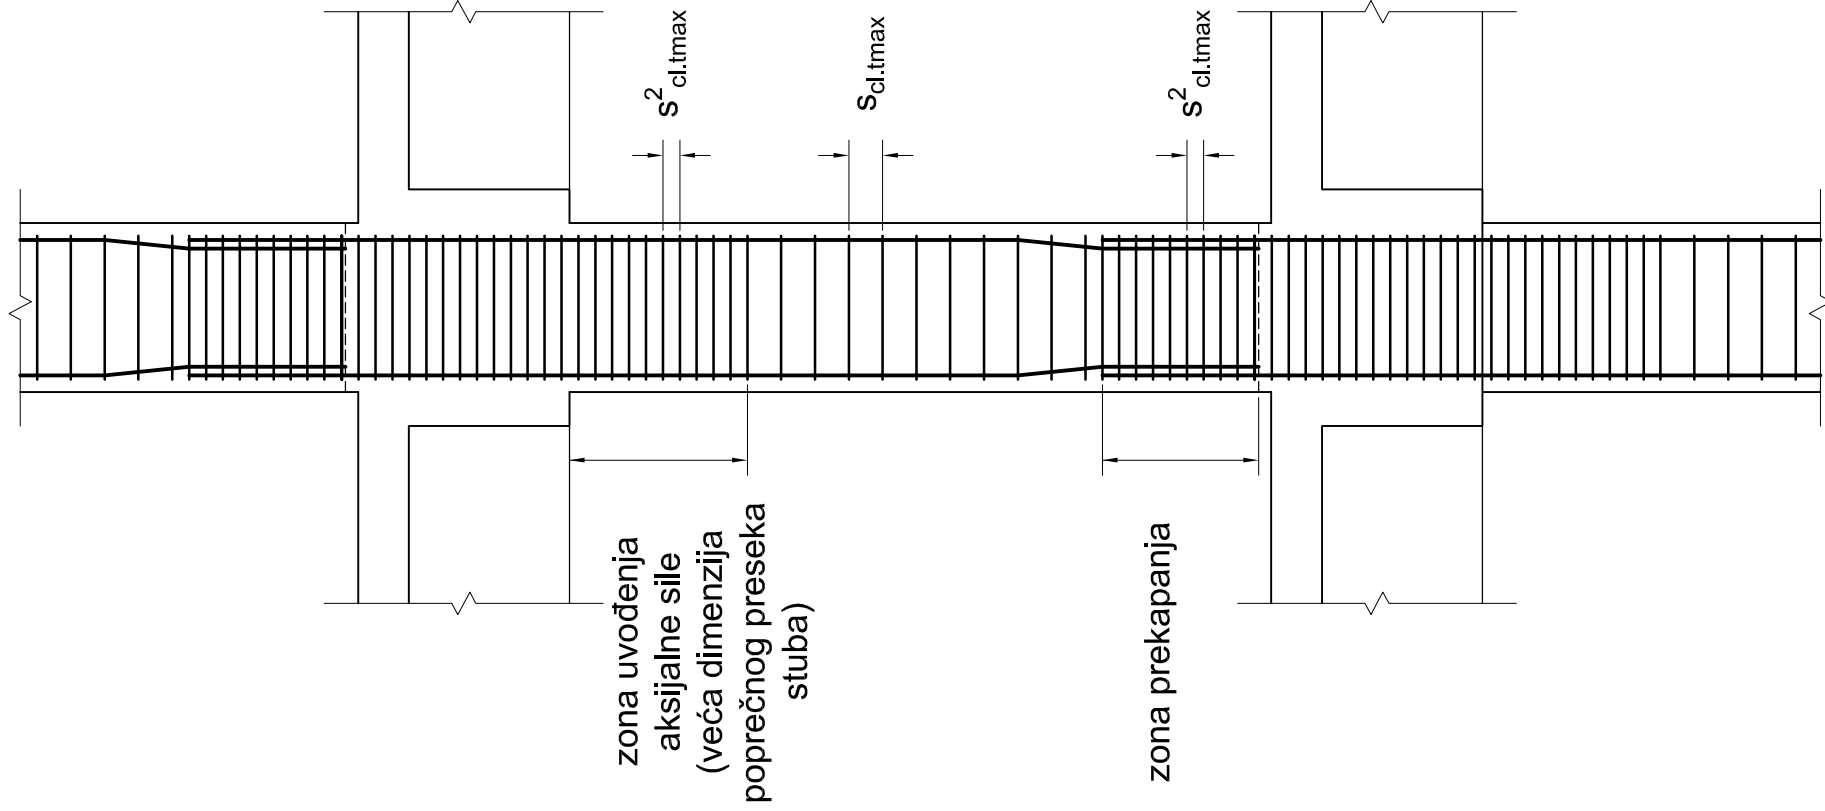 s²cl.tmax
scl.tmax
s²cl.tmax
zona uvođenja
aksijalne sile
(veća dimenzija
poprečnog preseka
stuba)
zona prekapanja